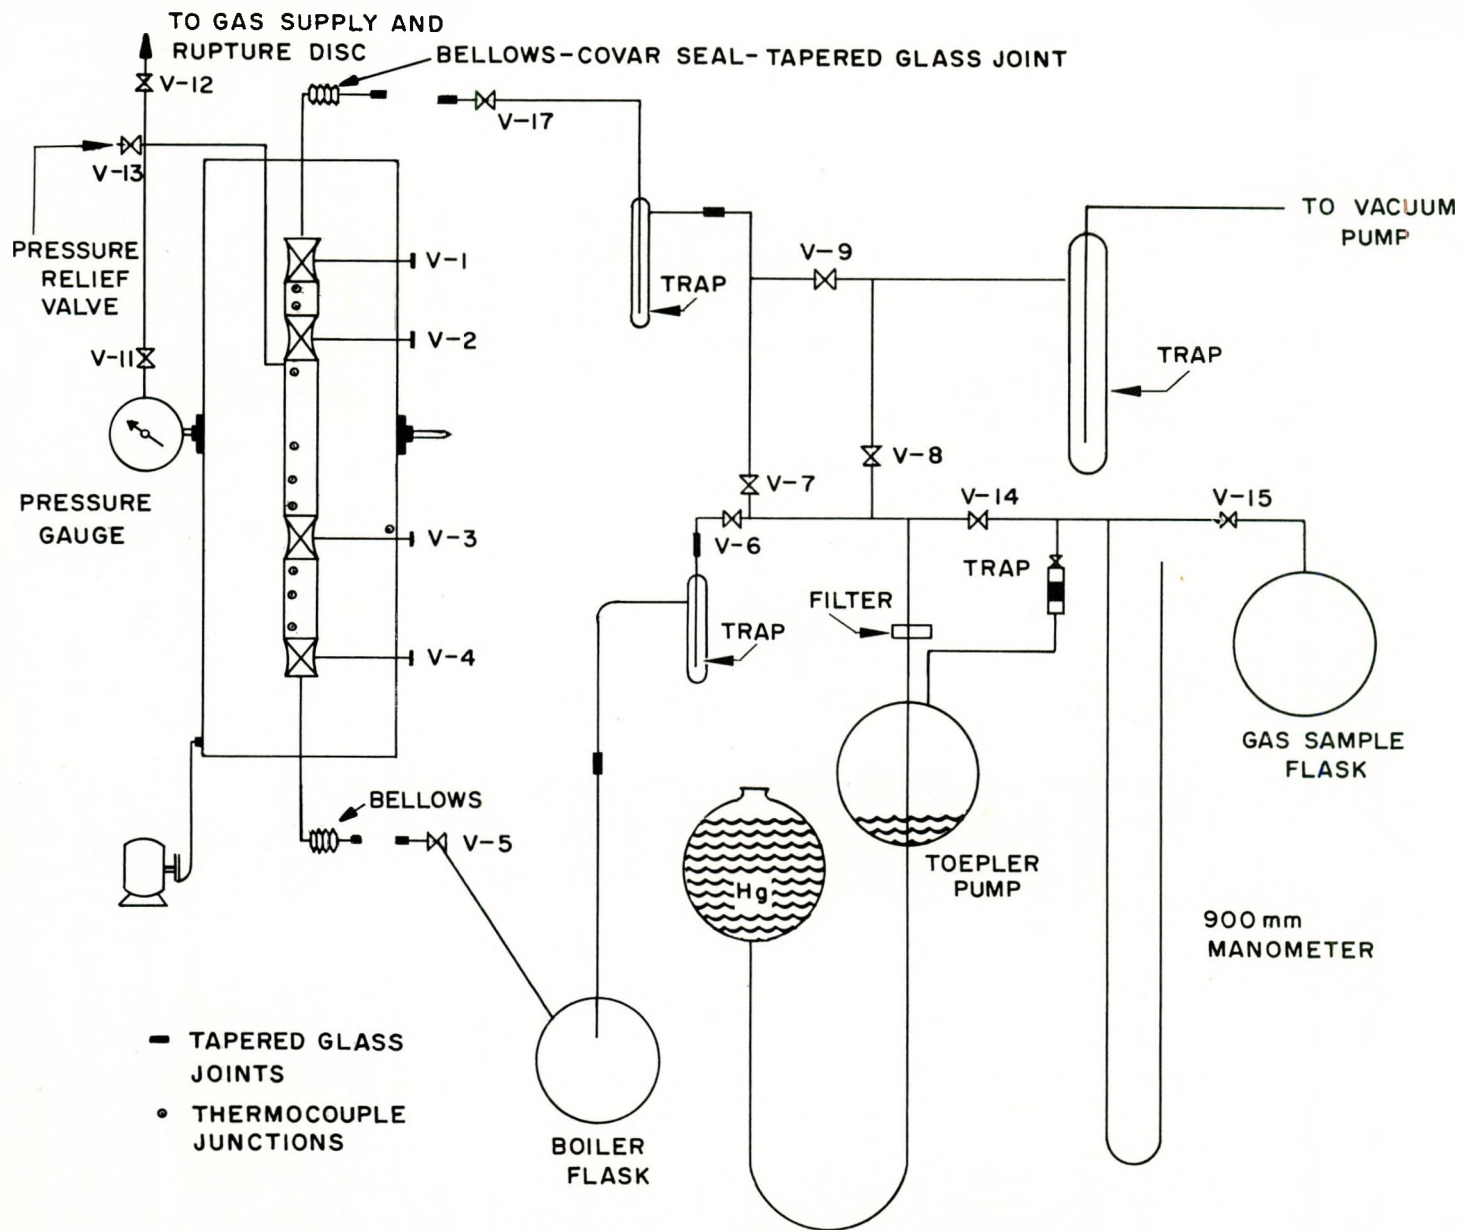 TO GAS SUPPLY AND
RUPTURE DISC
BELLOWS-COVAR SEAL-TAPERED GLASS JOINT
V-12
V-17
V-13
PRESSURE
RELIEF
VALVE
V-1
V-9
TO VACUUM
PUMP
TRAP
V-2
V-11
TRAP
V-8
V-7
V-14
V-15
PRESSURE
GAUGE
V-3
V-6
TRAP
FILTER
TRAP
V-4
GAS SAMPLE
FLASK
BELLOWS
V-5
TOEPLER
PUMP
Hg
900mm
MANOMETER
TAPERED GLASS
JOINTS
THERMOCOUPLE
JUNCTIONS
BOILER
FLASK